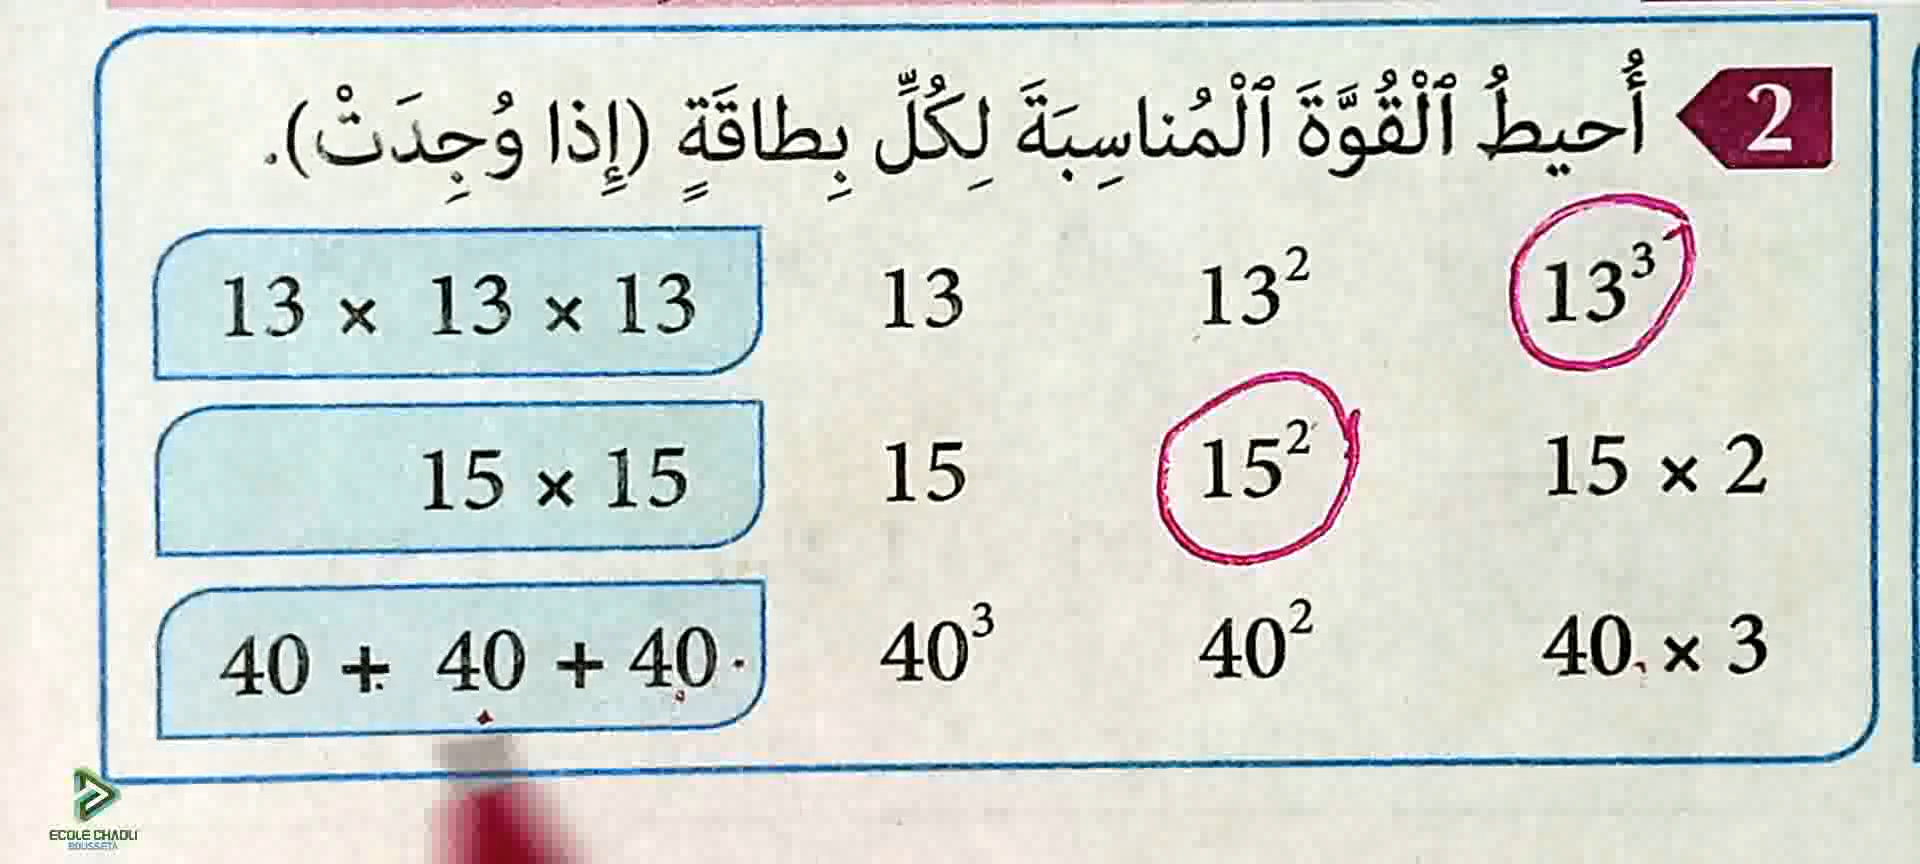 2 أُحيطُ ٱلْقُوَّةَ ٱلْمُناسِبَةَ لِكُلِّ بِطاقَةٍ (إِذا وُجِدَتْ).
13 × 13 × 13 13 13² 13³
15 × 15 15 15² 15 × 2
40 + 40 + 40 40³ 40² 40 × 3
ECOLE CHADLI
BOUSSETA